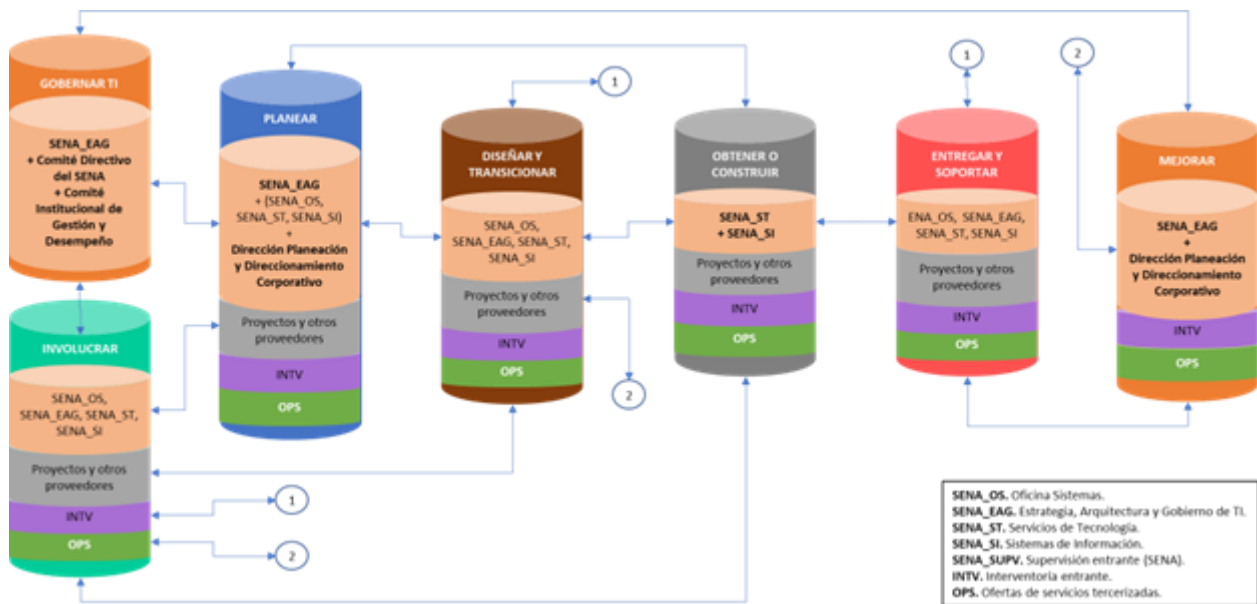 GOBERNAR TI
SENA_EAG
+ Comité Directivo
del SENA
+ Comité
Institucional de
Gestión y
Desempeño
INVOLUCRAR
SENA_OS,
SENA_EAG, SENA_ST,
SENA_SI
Proyectos y otros
proveedores
INTV
OPS
PLANEAR
SENA_EAG
+ (SENA_OS,
SENA_ST, SENA_SI)
+
Dirección Planeación
y Direccionamiento
Corporativo
Proyectos y otros
proveedores
INTV
OPS
1
2
DISEÑAR Y
TRANSICIONAR
SENA_OS,
SENA_EAG, SENA_ST,
SENA_SI
Proyectos y otros
proveedores
INTV
OPS
1
2
OBTENER O
CONSTRUIR
SENA_ST
+ SENA_SI
Proyectos y otros
proveedores
INTV
OPS
1
ENTREGAR Y
SOPORTAR
ENA_OS, SENA_EAG,
SENA_ST, SENA_SI
Proyectos y otros
proveedores
INTV
OPS
2
MEJORAR
SENA_EAG
+
Dirección Planeación
y Direccionamiento
Corporativo
INTV
OPS
SENA_OS. Oficina Sistemas.
SENA_EAG. Estrategia, Arquitectura y Gobierno de TI.
SENA_ST. Servicios de Tecnología.
SENA_SI. Sistemas de Información.
SENA_SUPV. Supervisión entrante (SENA).
INTV. Interventoría entrante.
OPS. Ofertas de servicios tercerizadas.